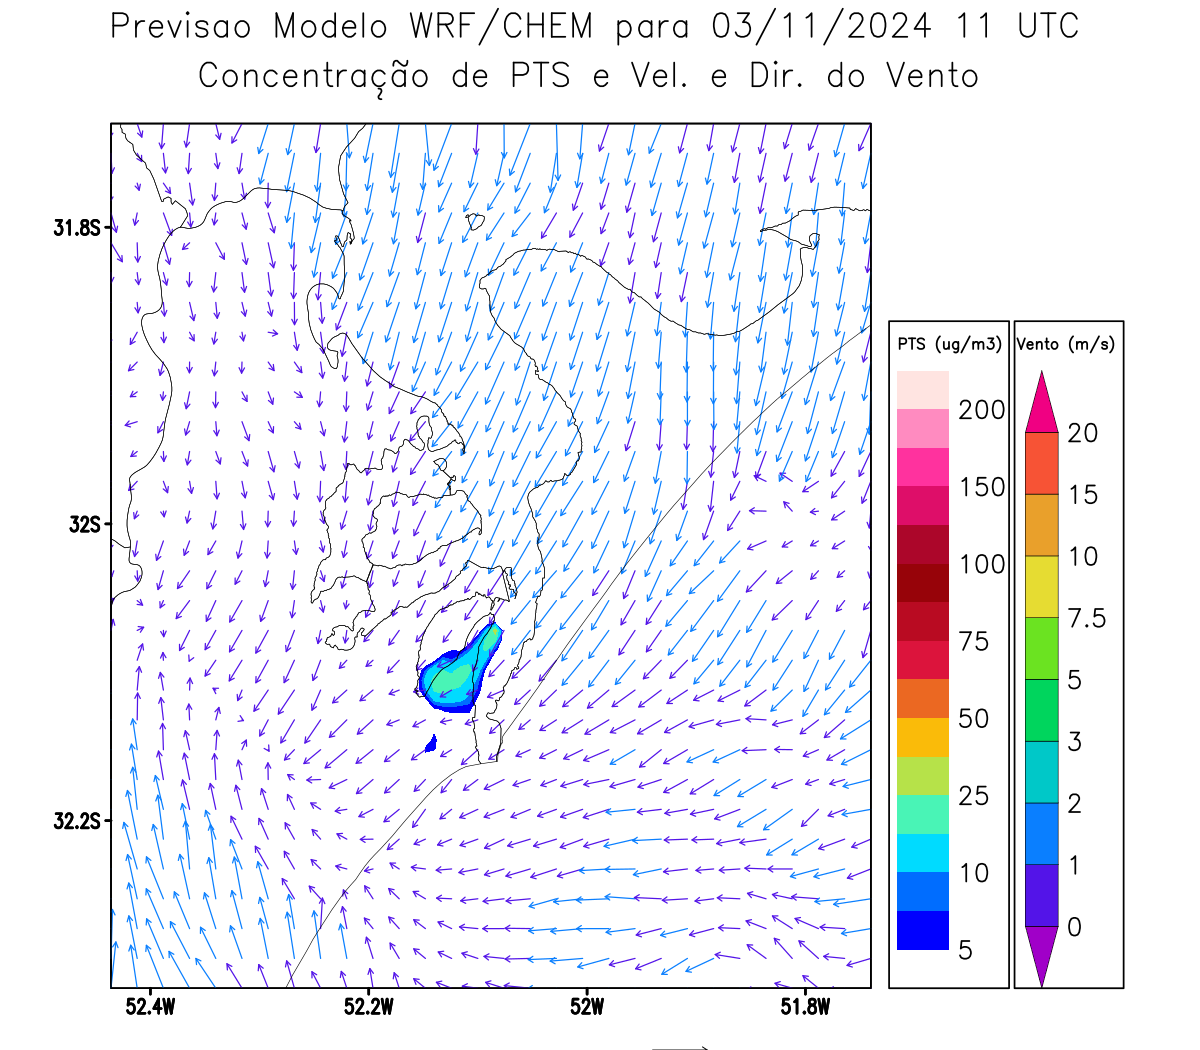 Previsao Modelo WRF/CHEM para 03/11/2024 11 UTC
Concentração de PTS e Vel. e Dir. do Vento
31.8S
32S
32.2S
52.4W
52.2W
52W
51.8W
PTS (ug/m3)
200
150
100
75
50
25
10
5
Vento (m/s)
20
15
10
7.5
5
3
2
1
0